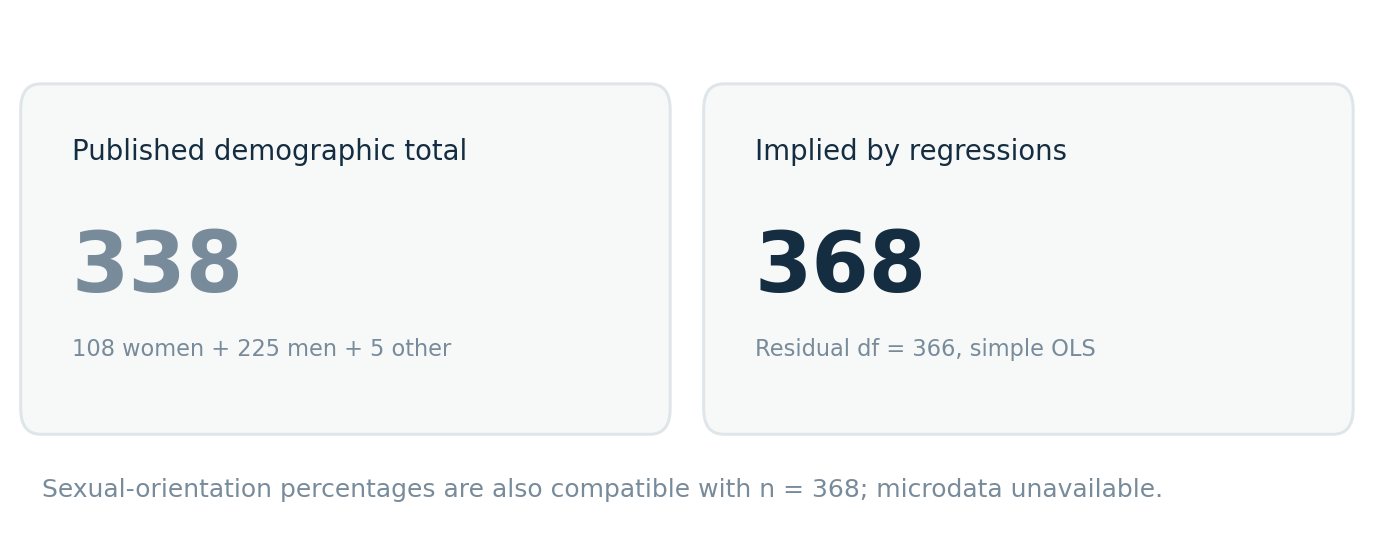 Published demographic total
338
108 women + 225 men + 5 other
Implied by regressions
368
Residual df = 366, simple OLS
Sexual-orientation percentages are also compatible with n = 368; microdata unavailable.